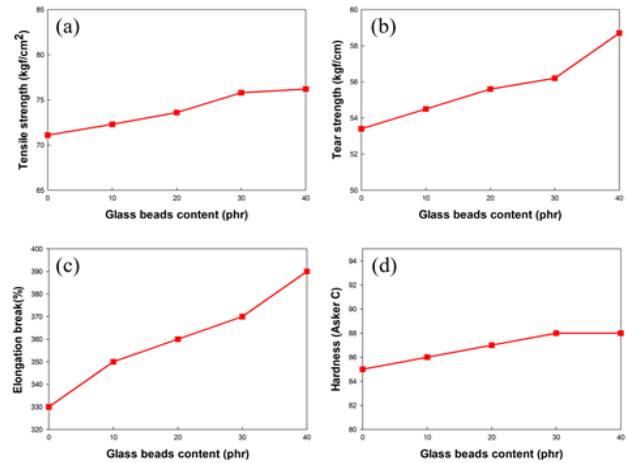 (a)
Tensile strength (kgf/cm²)
85
80
75
70
65
0 10 20 30 40
Glass beads content (phr)
(b)
Tear strength (kgf/cm)
60
58
56
54
52
50
0 10 20 30 40
Glass beads content (phr)
(c)
Elongation break(%)
400
390
380
370
360
350
340
330
320
0 10 20 30 40
Glass beads content (phr)
(d)
Hardness (Asker C)
94
92
90
88
86
84
82
80
0 10 20 30 40
Glass beads content (phr)